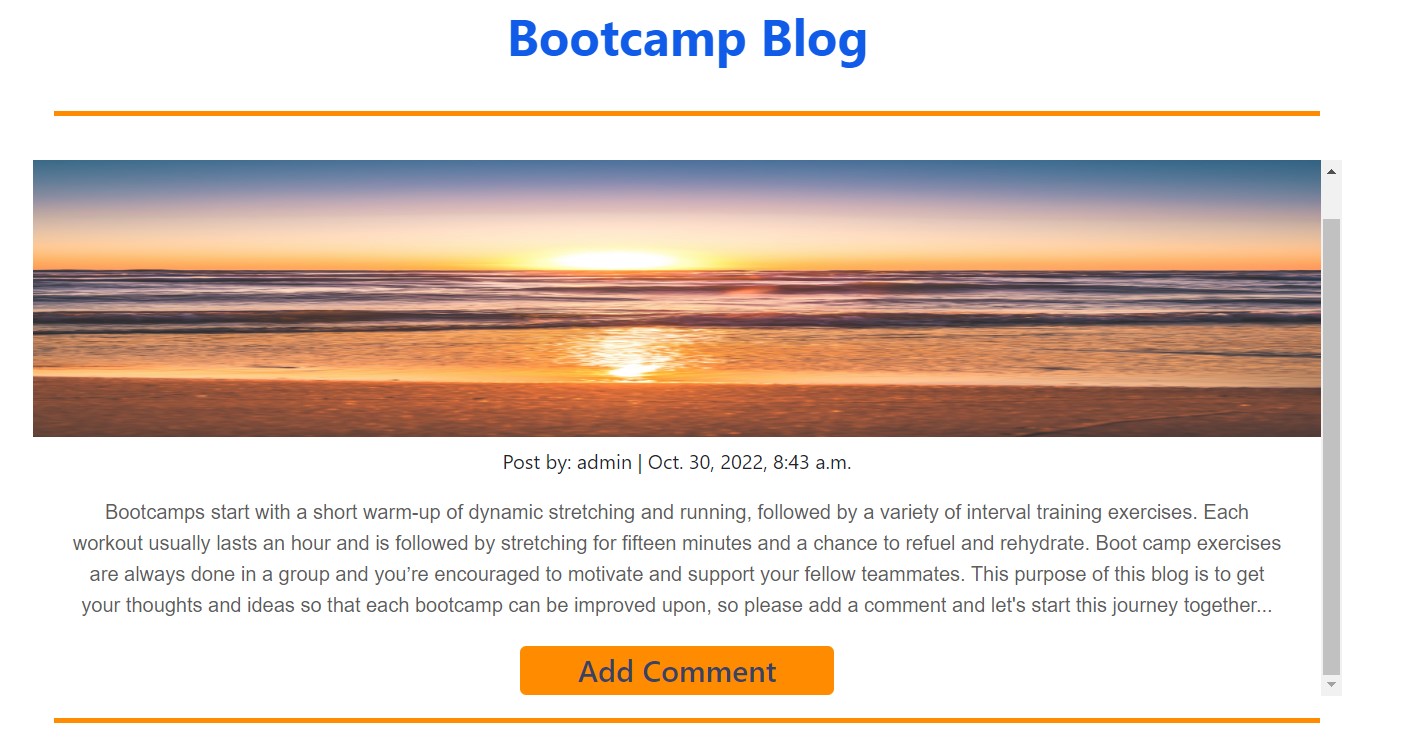 Bootcamp Blog
Post by: admin | Oct. 30, 2022, 8:43 a.m.
Bootcamps start with a short warm-up of dynamic stretching and running, followed by a variety of interval training exercises. Each
workout usually lasts an hour and is followed by stretching for fifteen minutes and a chance to refuel and rehydrate. Boot camp exercises
are always done in a group and you’re encouraged to motivate and support your fellow teammates. This purpose of this blog is to get
your thoughts and ideas so that each bootcamp can be improved upon, so please add a comment and let's start this journey together...
Add Comment